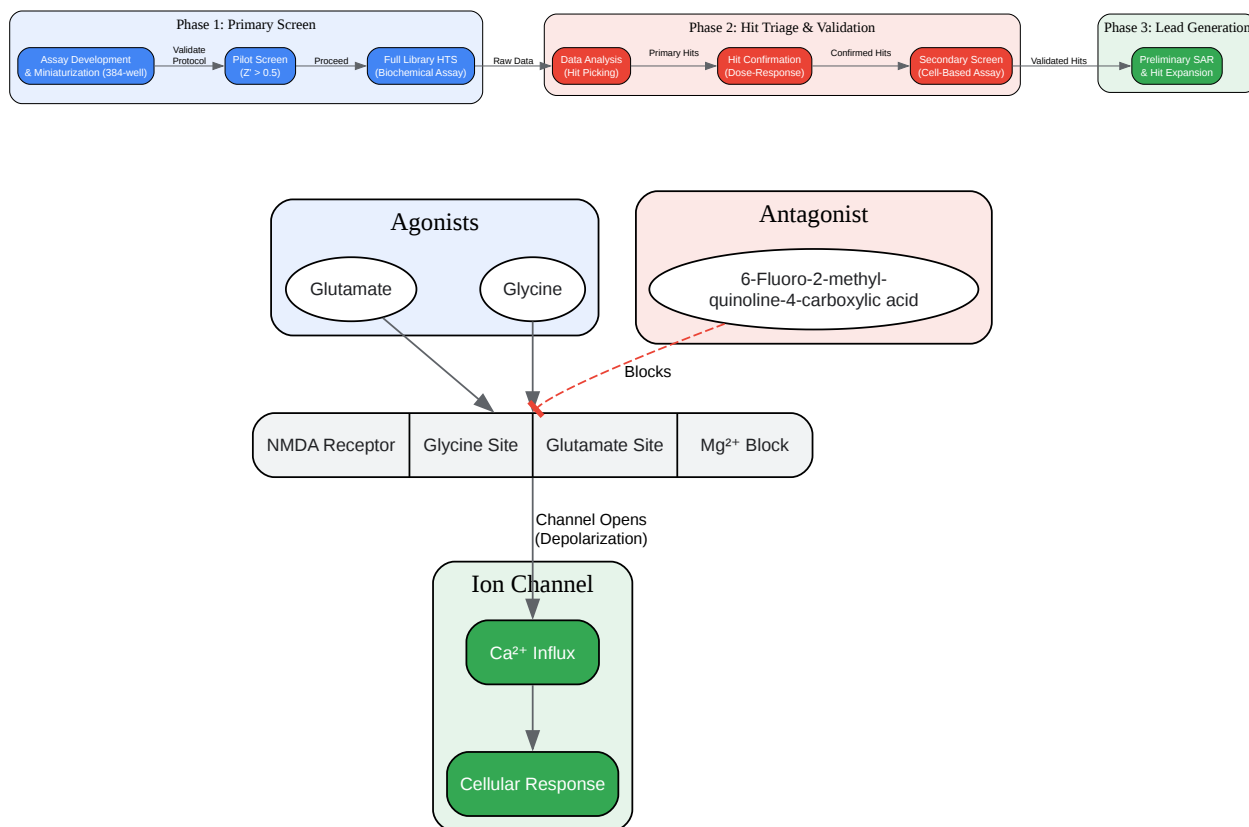 Phase 1: Primary Screen
Assay Development
& Miniaturization (384-well)
Validate
Protocol
Pilot Screen
(Z' > 0.5)
Proceed
Full Library HTS
(Biochemical Assay)
Raw Data
Phase 2: Hit Triage & Validation
Data Analysis
(Hit Picking)
Primary Hits
Hit Confirmation
(Dose-Response)
Confirmed Hits
Secondary Screen
(Cell-Based Assay)
Validated Hits
Phase 3: Lead Generation
Preliminary SAR
& Hit Expansion
Agonists
Glutamate
Glycine
Antagonist
6-Fluoro-2-methyl-
quinoline-4-carboxylic acid
Blocks
NMDA Receptor
Glycine Site
Glutamate Site
Mg²⁺ Block
Channel Opens
(Depolarization)
Ion Channel
Ca²⁺ Influx
Cellular Response